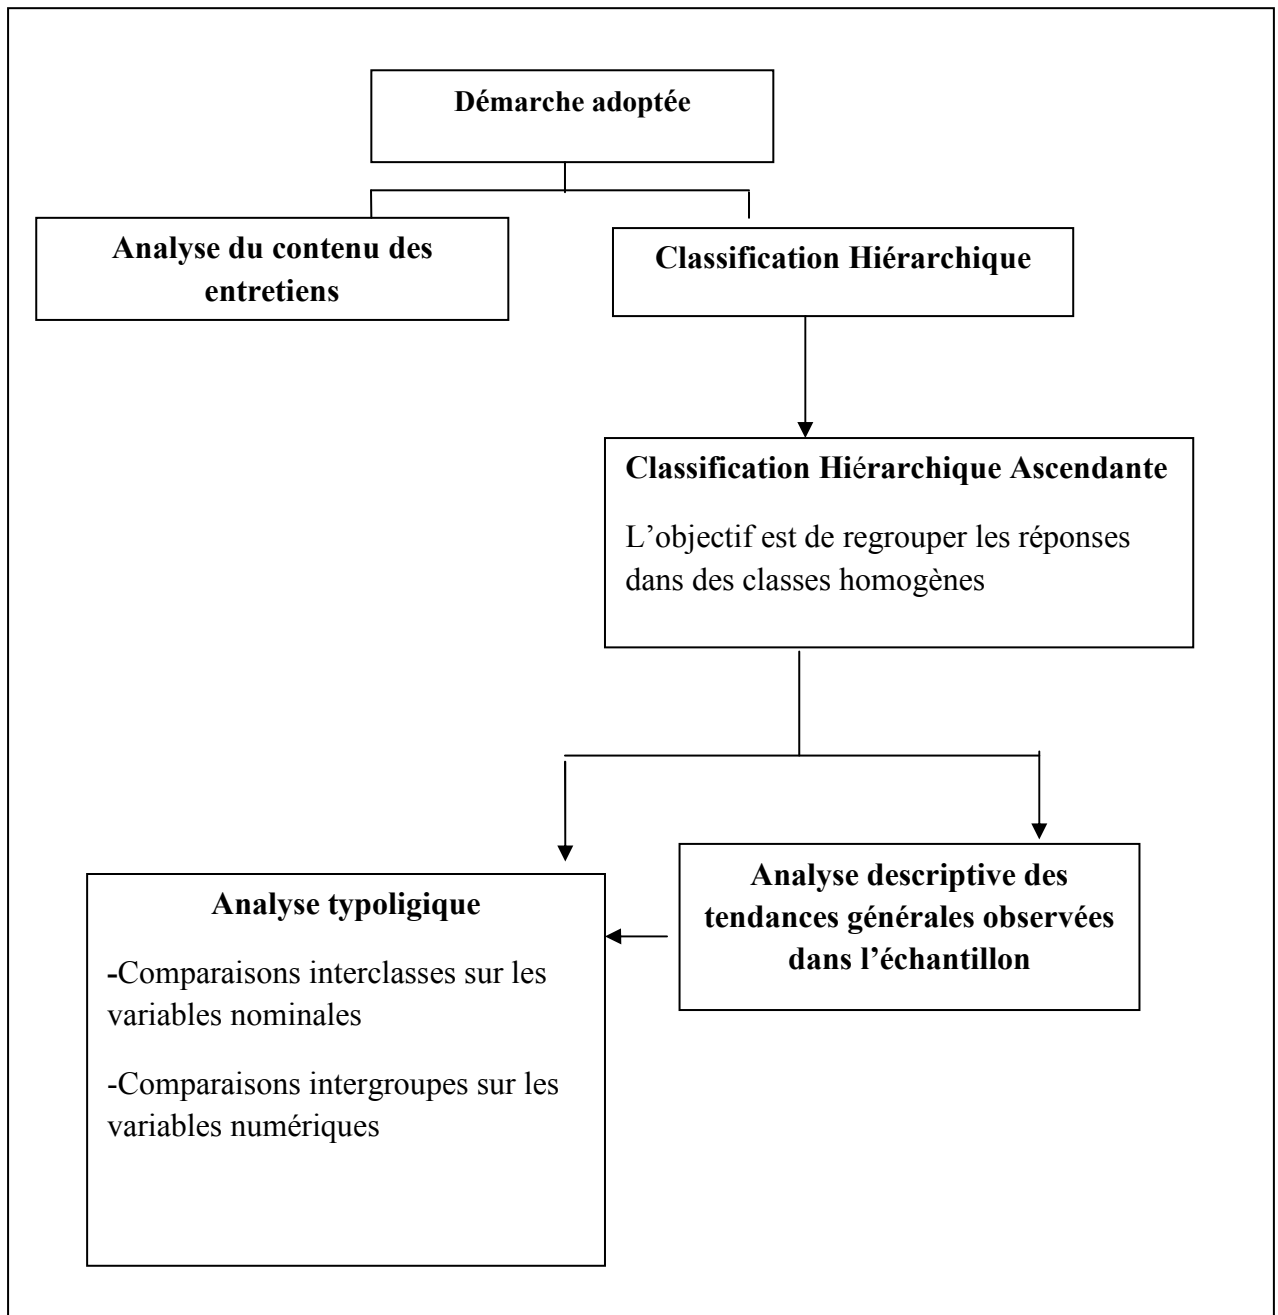 Démarche adoptée
Analyse du contenu des
entretiens
Classification Hiérarchique
Classification Hiérarchique Ascendante
L’objectif est de regrouper les réponses
dans des classes homogènes
Analyse typoligique
-Comparaisons interclasses sur les
variables nominales
-Comparaisons intergroupes sur les
variables numériques
Analyse descriptive des
tendances générales observées
dans l’échantillon